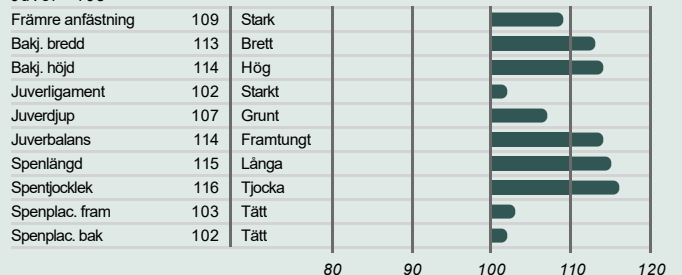 Främre anfästning 109 Stark
Bakj. bredd 113 Brett
Bakj. höjd 114 Hög
Juverligament 102 Starkt
Juverdjup 107 Grunt
Juverbalans 114 Framtungt
Spenlängd 115 Långa
Spentjocklek 116 Tjocka
Spenplac. fram 103 Tätt
Spenplac. bak 102 Tätt
80 90 100 110 120